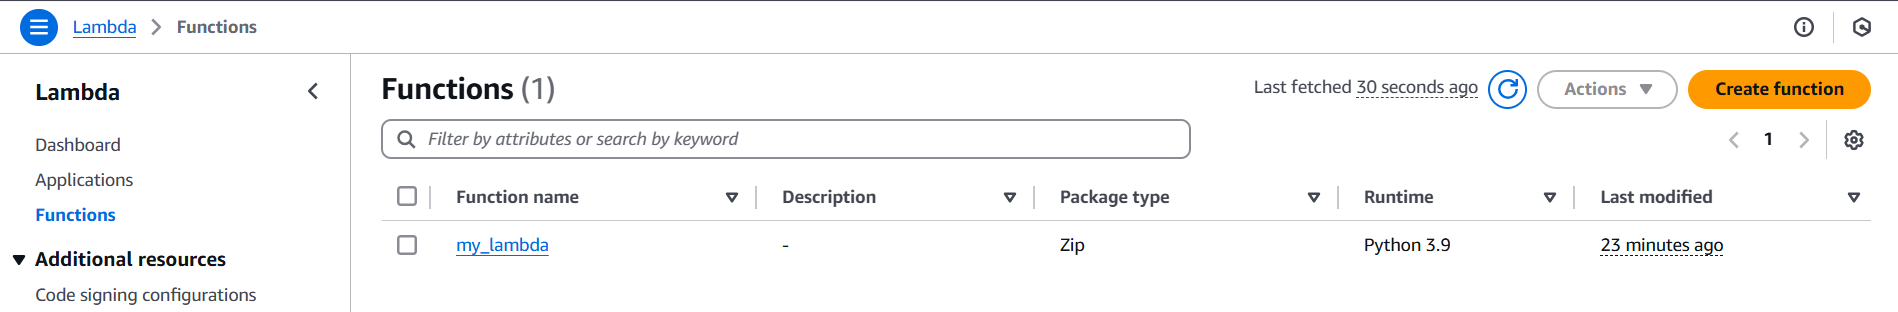 Lambda > Functions
Lambda
Dashboard
Applications
Functions
Additional resources
Code signing configurations
Functions (1)
Last fetched 30 seconds ago Actions Create function
Filter by attributes or search by keyword
1
Function name Description Package type Runtime Last modified
my_lambda - Zip Python 3.9 23 minutes ago